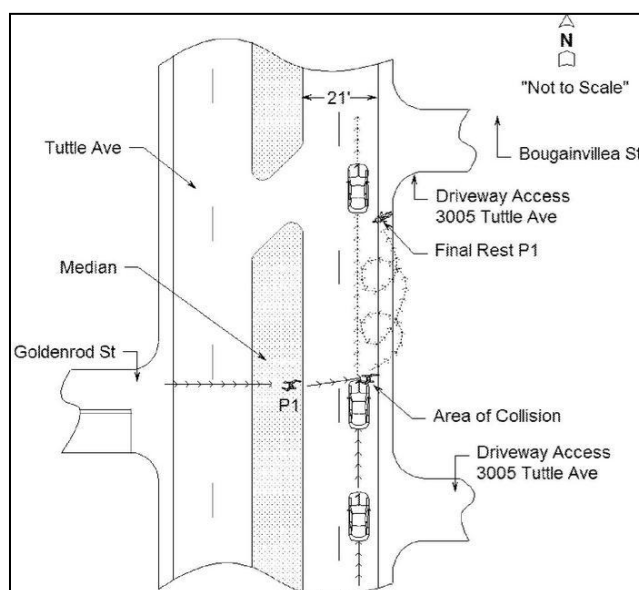 N
"Not to Scale"
21'
Tuttle Ave
Bougainvillea St
Driveway Access
3005 Tuttle Ave
Final Rest P1
Median
Goldenrod St
P1
Area of Collision
Driveway Access
3005 Tuttle Ave